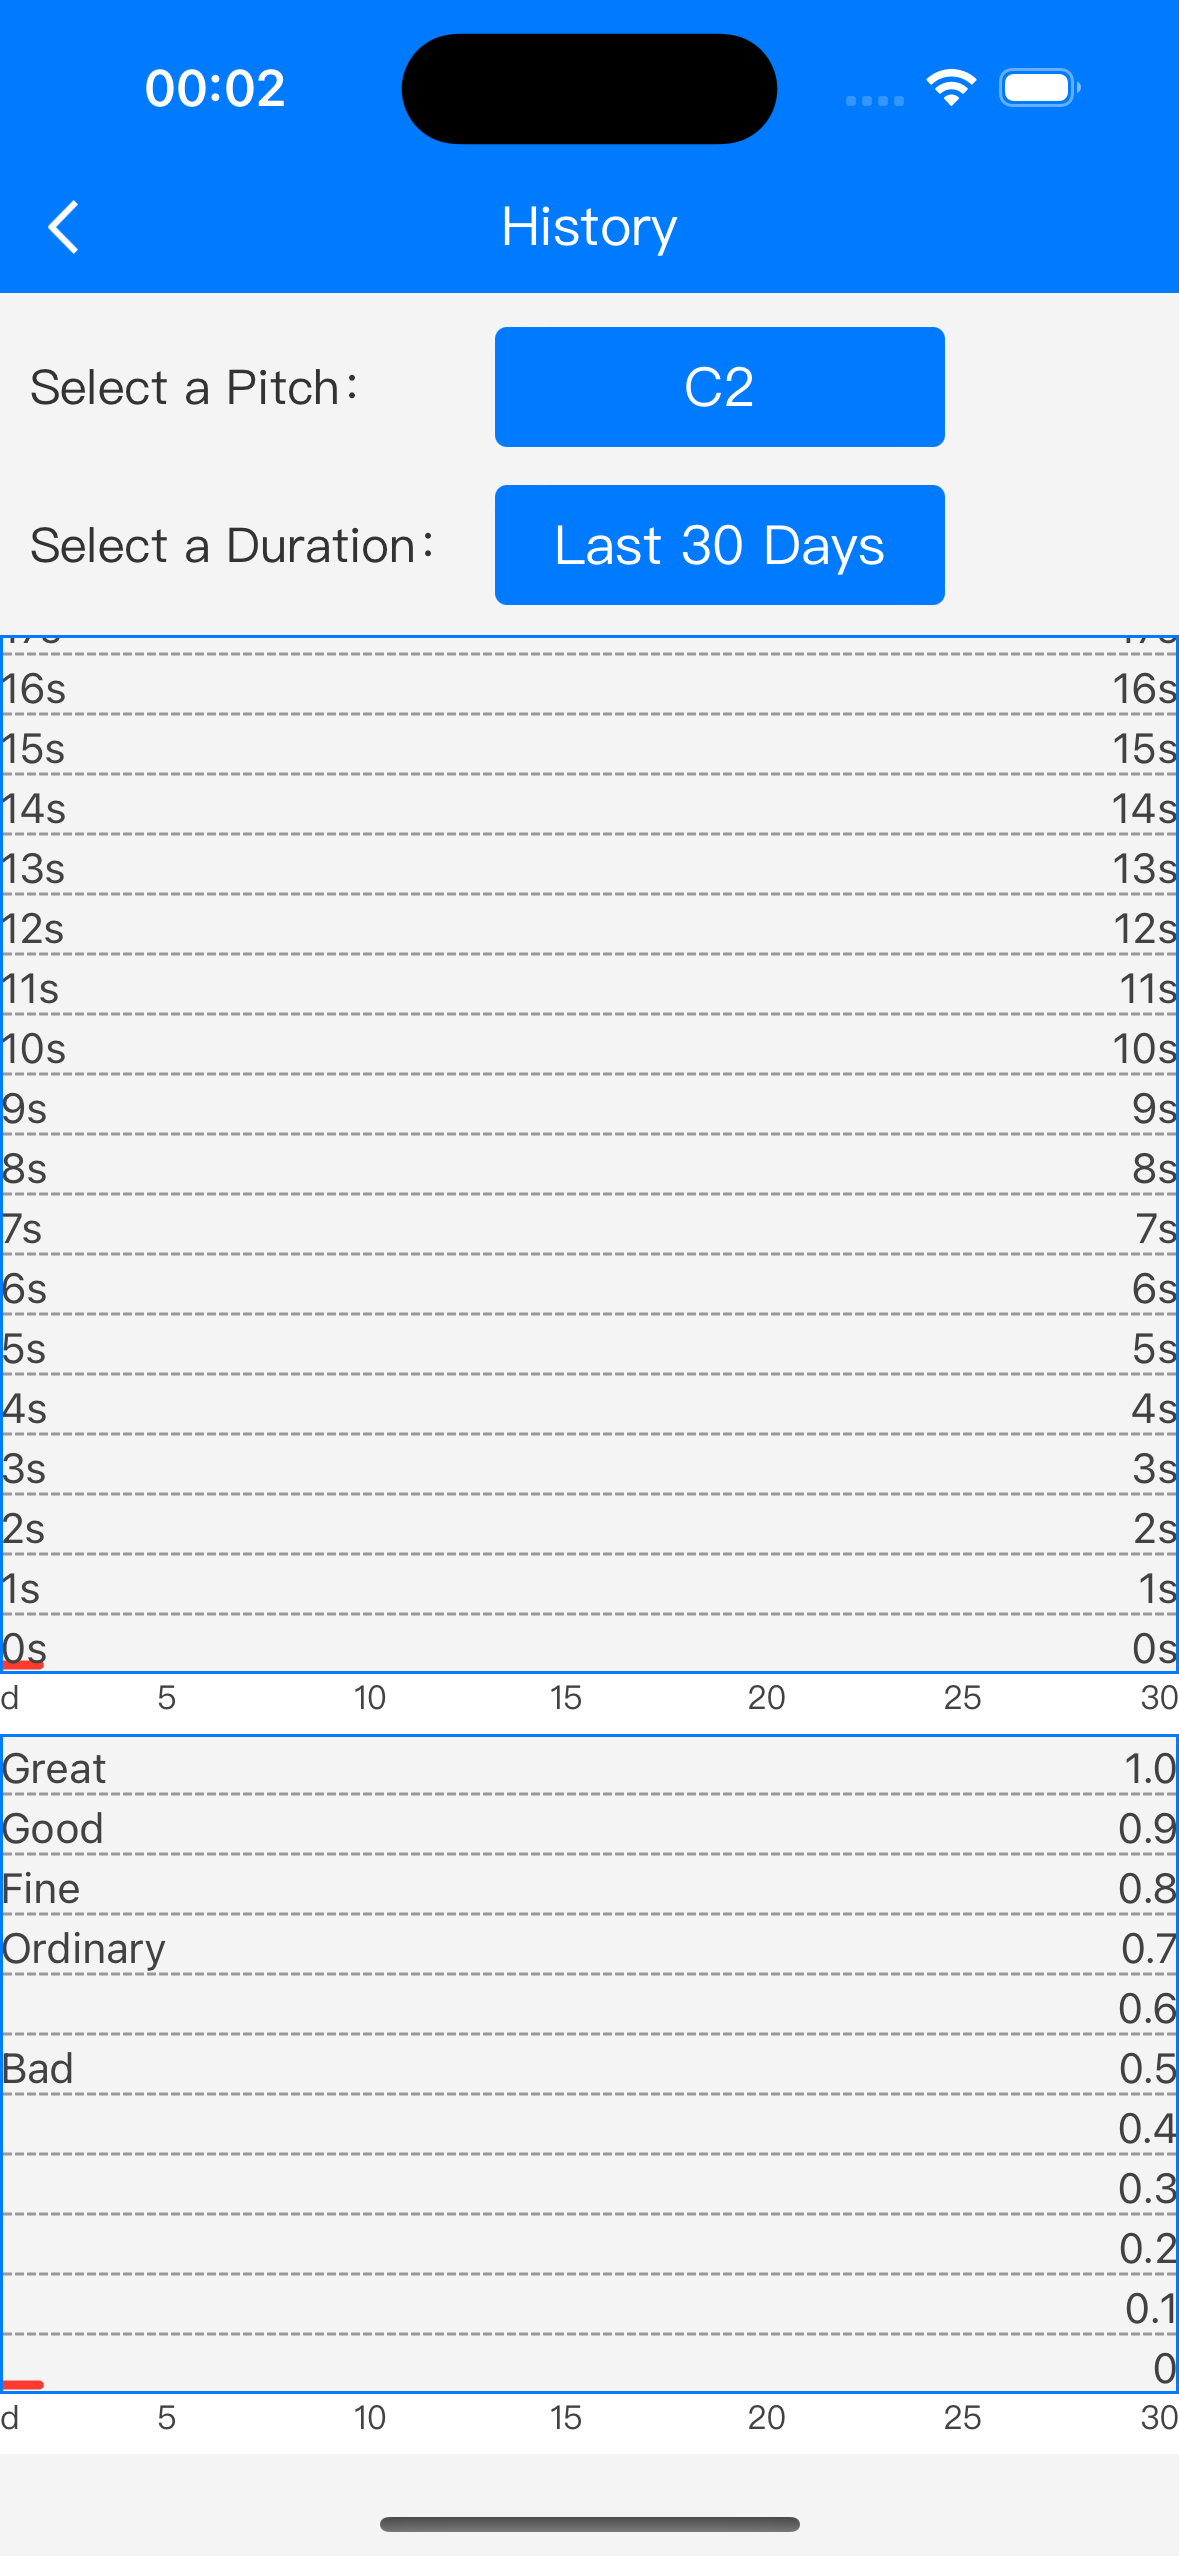 00:02
History
Select a Pitch:
C2
Select a Duration:
Last 30 Days
16s 16s
15s 15s
14s 14s
13s 13s
12s 12s
11s 11s
10s 10s
9s 9s
8s 8s
7s 7s
6s 6s
5s 5s
4s 4s
3s 3s
2s 2s
1s 1s
0s 0s
d 5 10 15 20 25 30
Great 1.0
Good 0.9
Fine 0.8
Ordinary 0.7
0.6
Bad 0.5
0.4
0.3
0.2
0.1
0
d 5 10 15 20 25 30